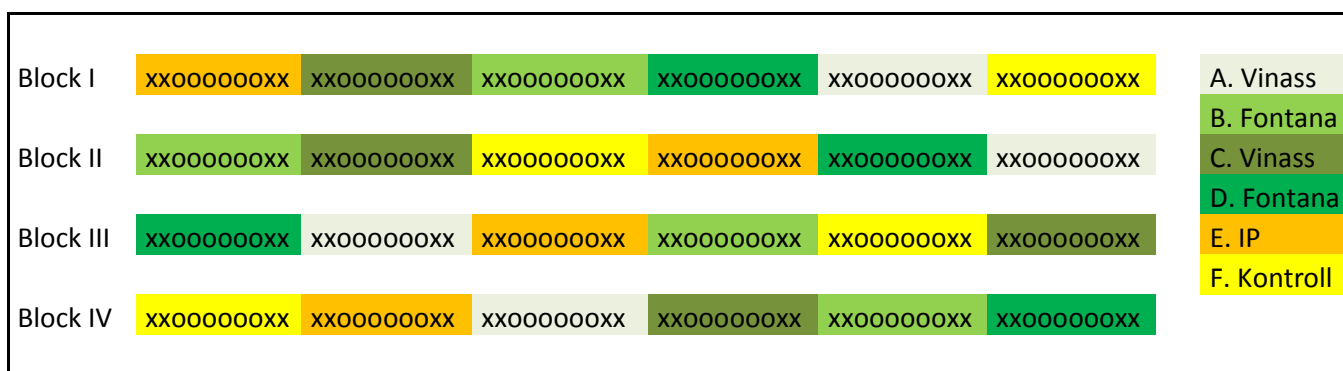 Block I xxooooooxx xxooooooxx xxooooooxx xxooooooxx xxooooooxx xxooooooxx
Block II xxooooooxx xxooooooxx xxooooooxx xxooooooxx xxooooooxx xxooooooxx
Block III xxooooooxx xxooooooxx xxooooooxx xxooooooxx xxooooooxx xxooooooxx
Block IV xxooooooxx xxooooooxx xxooooooxx xxooooooxx xxooooooxx xxooooooxx
A. Vinass
B. Fontana
C. Vinass
D. Fontana
E. IP
F. Kontroll